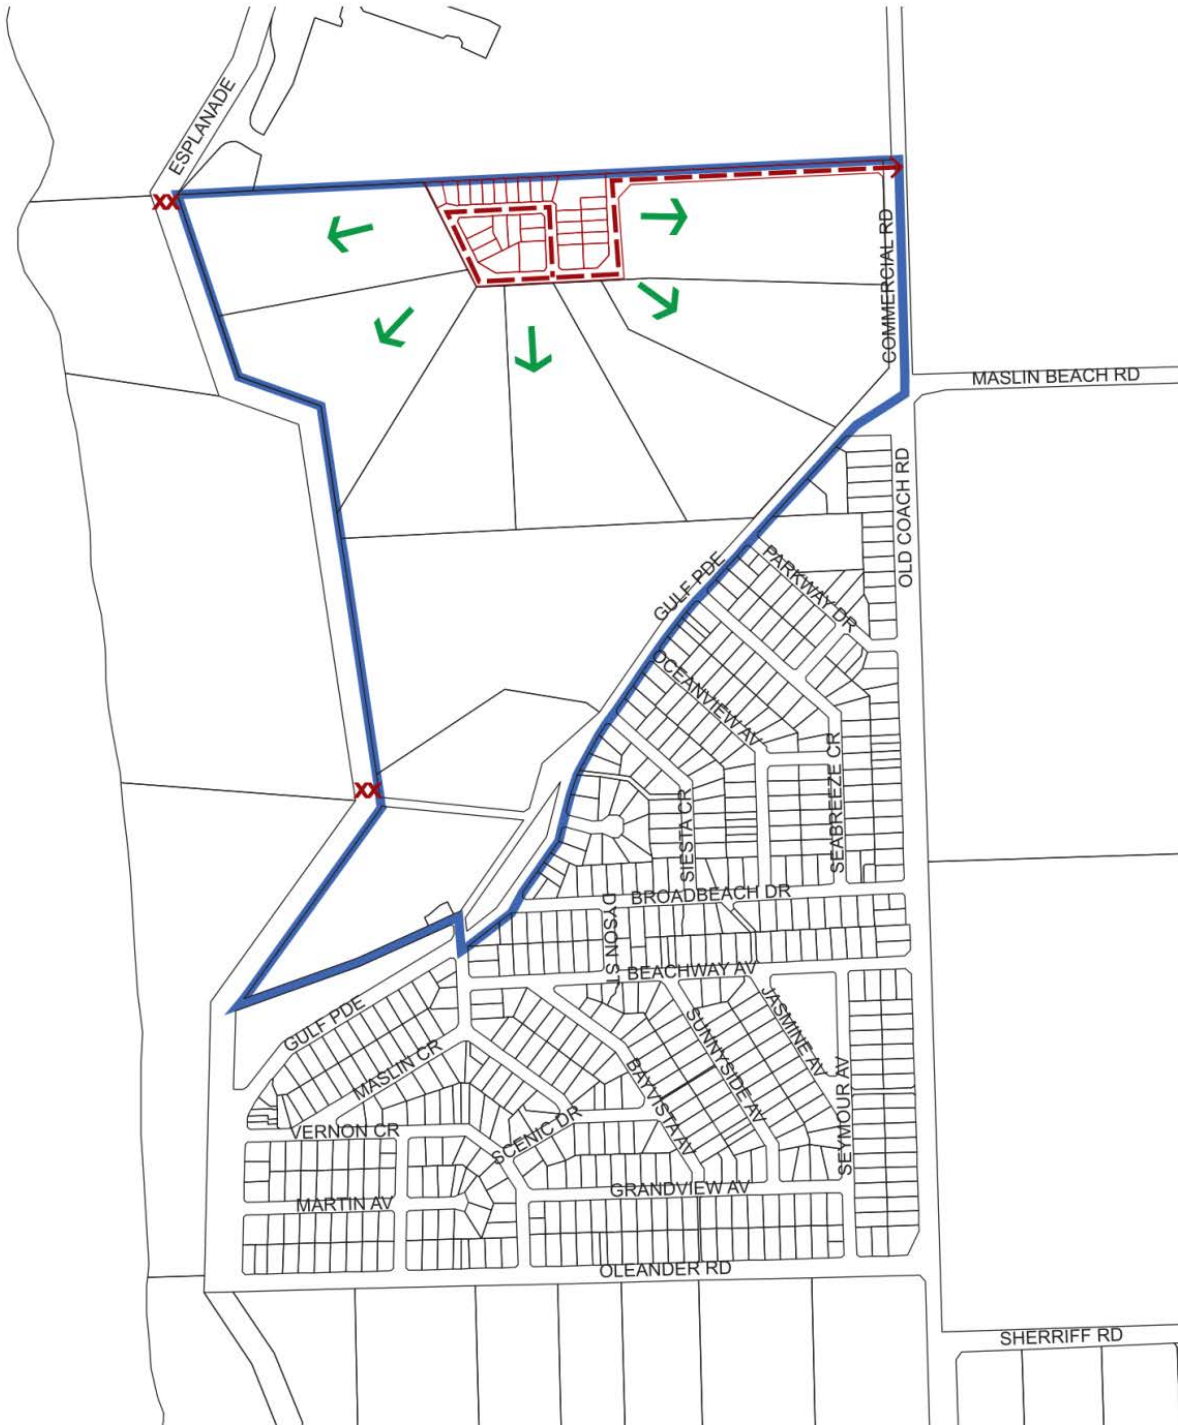 ESPLANADE
XX
COMMERCIAL RD
MASLIN BEACH RD
OLD COACH RD
GULF PDE
PARKWAY DR
OCEANVIEW AV
SEABREEZE CR
XX
SIESTA CR
BROADBEACH DR
DYSON ST
BEACHWAY AV
GULF PDE
JASMINE AV
SUNNYSIDE AV
MASLIN CR
BAYVISTA AV
SEYMOUR AV
VERNON CR
SCENIC DR
GRANDVIEW AV
MARTIN AV
OLEANDER RD
SHERRIFF RD